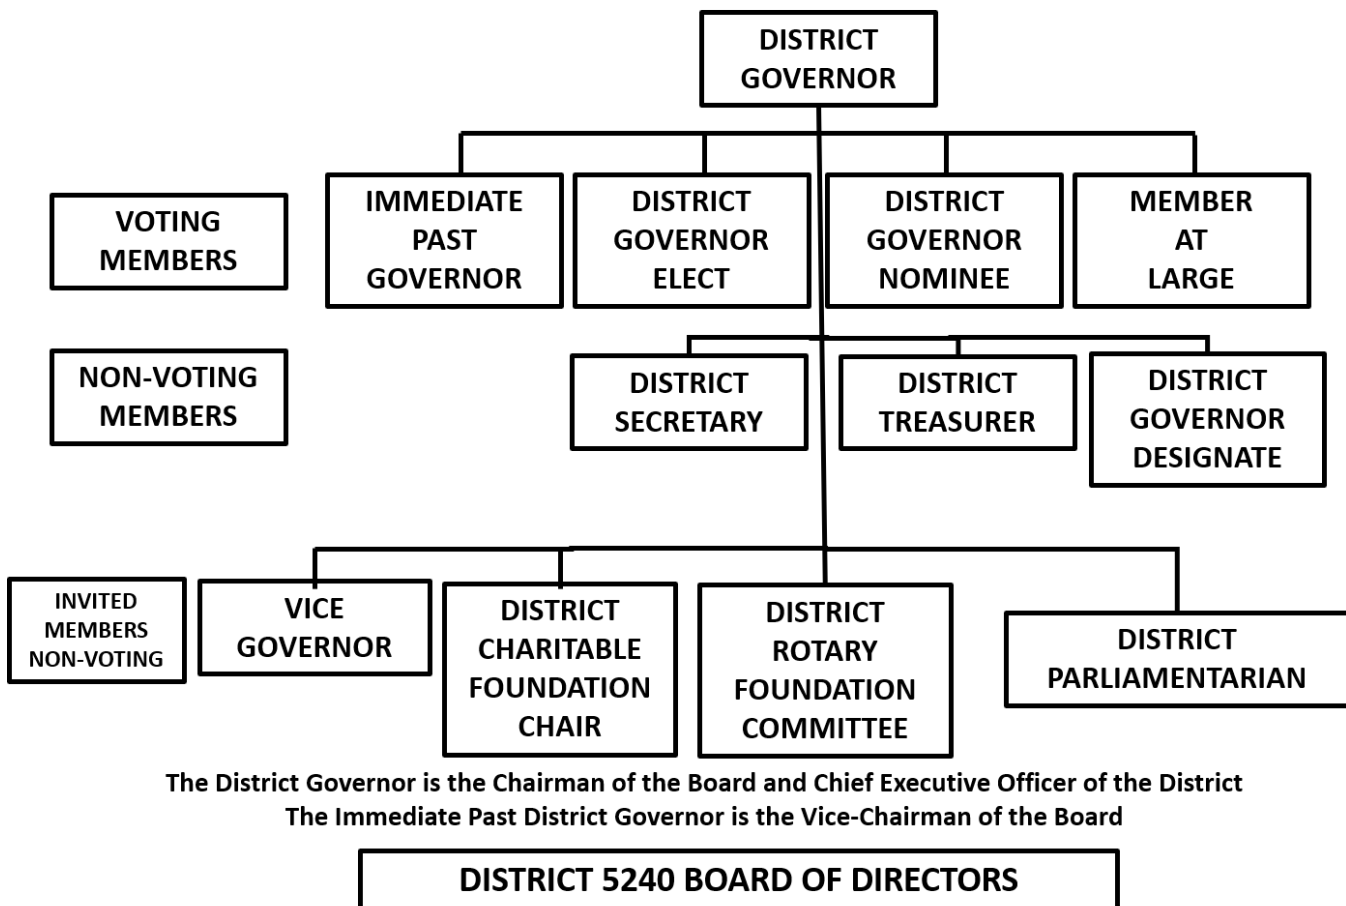 DISTRICT
GOVERNOR
VOTING
MEMBERS
IMMEDIATE
PAST
GOVERNOR
DISTRICT
GOVERNOR
ELECT
DISTRICT
GOVERNOR
NOMINEE
MEMBER
AT
LARGE
NON-VOTING
MEMBERS
DISTRICT
SECRETARY
DISTRICT
TREASURER
DISTRICT
GOVERNOR
DESIGNATE
INVITED
MEMBERS
NON-VOTING
VICE
GOVERNOR
DISTRICT
CHARITABLE
FOUNDATION
CHAIR
DISTRICT
ROTARY
FOUNDATION
COMMITTEE
DISTRICT
PARLIAMENTARIAN
The District Governor is the Chairman of the Board and Chief Executive Officer of the District
The Immediate Past District Governor is the Vice-Chairman of the Board
DISTRICT 5240 BOARD OF DIRECTORS